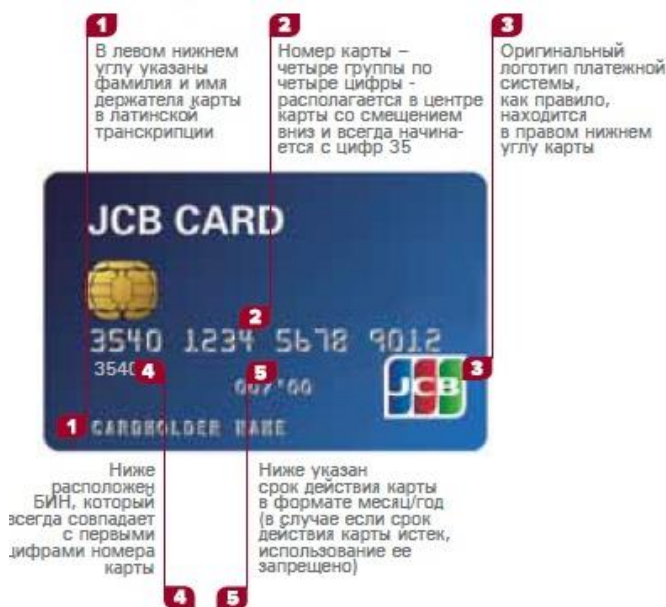 1
В левом нижнем
углу указаны
фамилия и имя
держателя карты
в латинской
транскрипции
2
Номер карты –
четыре группы по
четыре цифры -
располагается в центре
карты со смещением
вниз и всегда начина-
ется с цифр 35
3
Оригинальный
логотип платежной
системы,
как правило,
находится
в правом нижнем
углу карты
JCB CARD
2
3540 1234 5678 9012
3540
4
5
00/ '00
JCB
3
1
CARDHOLDER NAME
Ниже
расположен
БИН, который
всегда совпадает
с первыми
цифрами номера
карты
4
Ниже указан
срок действия карты
в формате месяц/год
(в случае если срок
действия карты истек,
использование ее
запрещено)
5